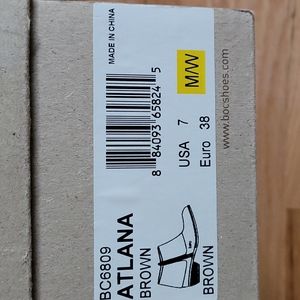 BC6809
ATLANA
BROWN
BROWN
MADE IN CHINA
8 84093 65824 5
USA 7
Euro 38
M/W
www.bocshoes.com